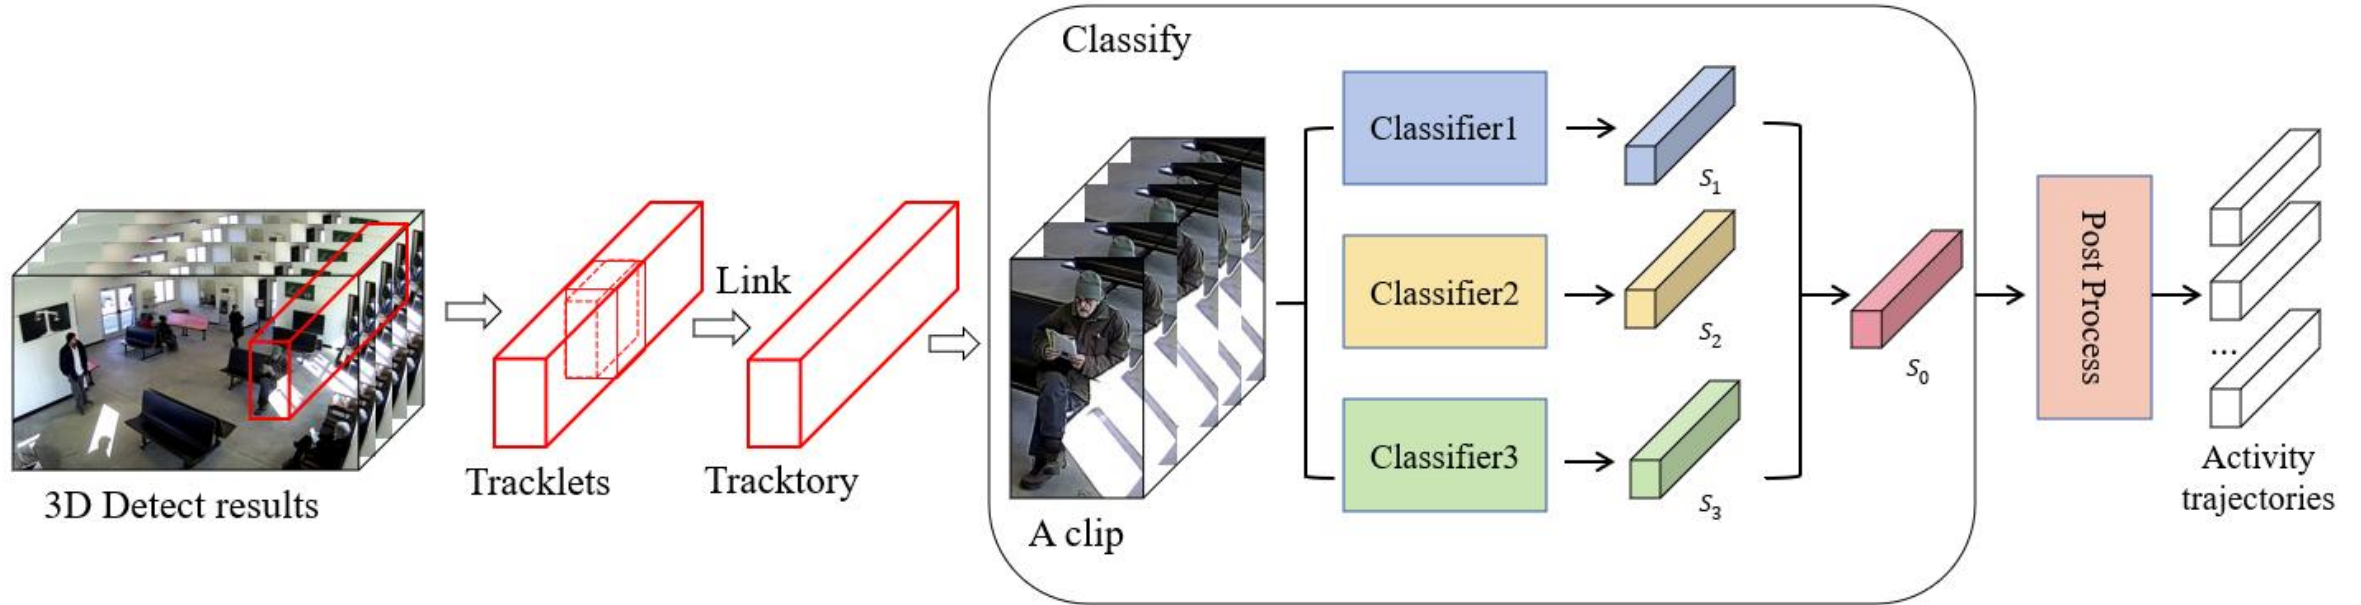 3D Detect results
Tracklets
Link
Tracktory
Classify
A clip
Classifier1
S1
Classifier2
S2
Classifier3
S3
S0
Post Process
...
Activity
trajectories